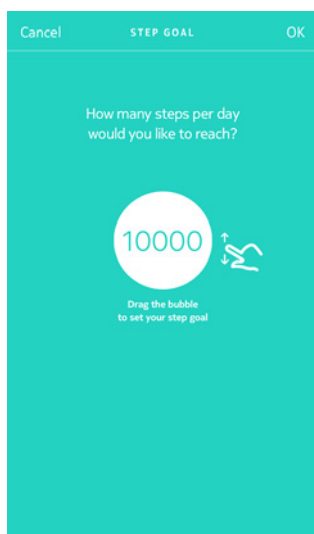 Cancel STEP GOAL OK
How many steps per day
would you like to reach?
10000
Drag the bubble
to set your step goal